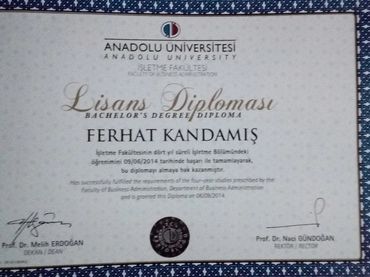 ANADOLU ÜNİVERSİTESİ
ANADOLU UNIVERSITY
İŞLETME FAKÜLTESİ
FACULTY OF BUSINESS ADMINISTRATION
Lisans Diploması
BACHELOR'S DEGREE DIPLOMA
FERHAT KANDAMIŞ
İşletme Fakültesinin dört yıl süreli İşletme Bölümündeki
öğrenimini 09/06/2014 tarihinde başarı ile tamamlayarak,
bu diplomayı almaya hak kazanmıştır.
Has successfully fulfilled the requirements of the four-year studies prescribed by the
Faculty of Business Administration, Department of Business Administration
and is granted this Diploma on 06/09/2014
Prof. Dr. Melih ERDOĞAN
DEKAN / DEAN
Prof. Dr. Naci GÜNDOĞAN
REKTÖR / RECTOR